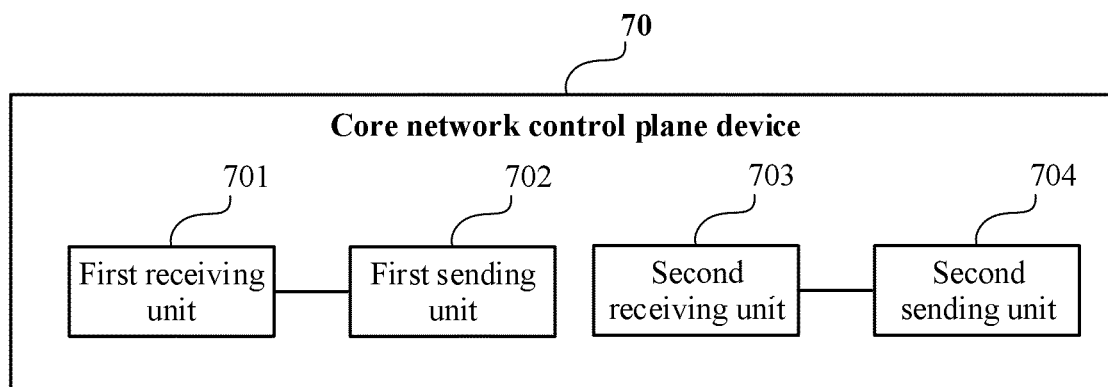 70
Core network control plane device
701
702
703
704
First receiving
unit
First sending
unit
Second
receiving unit
Second
sending unit